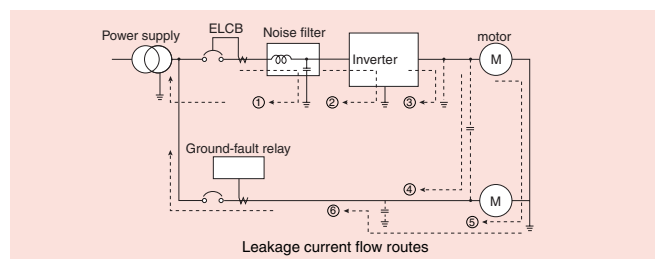 Power supply
ELCB
Noise filter
motor
Inverter
M
①
②
③
Ground-fault relay
④
M
⑥
⑤
Leakage current flow routes